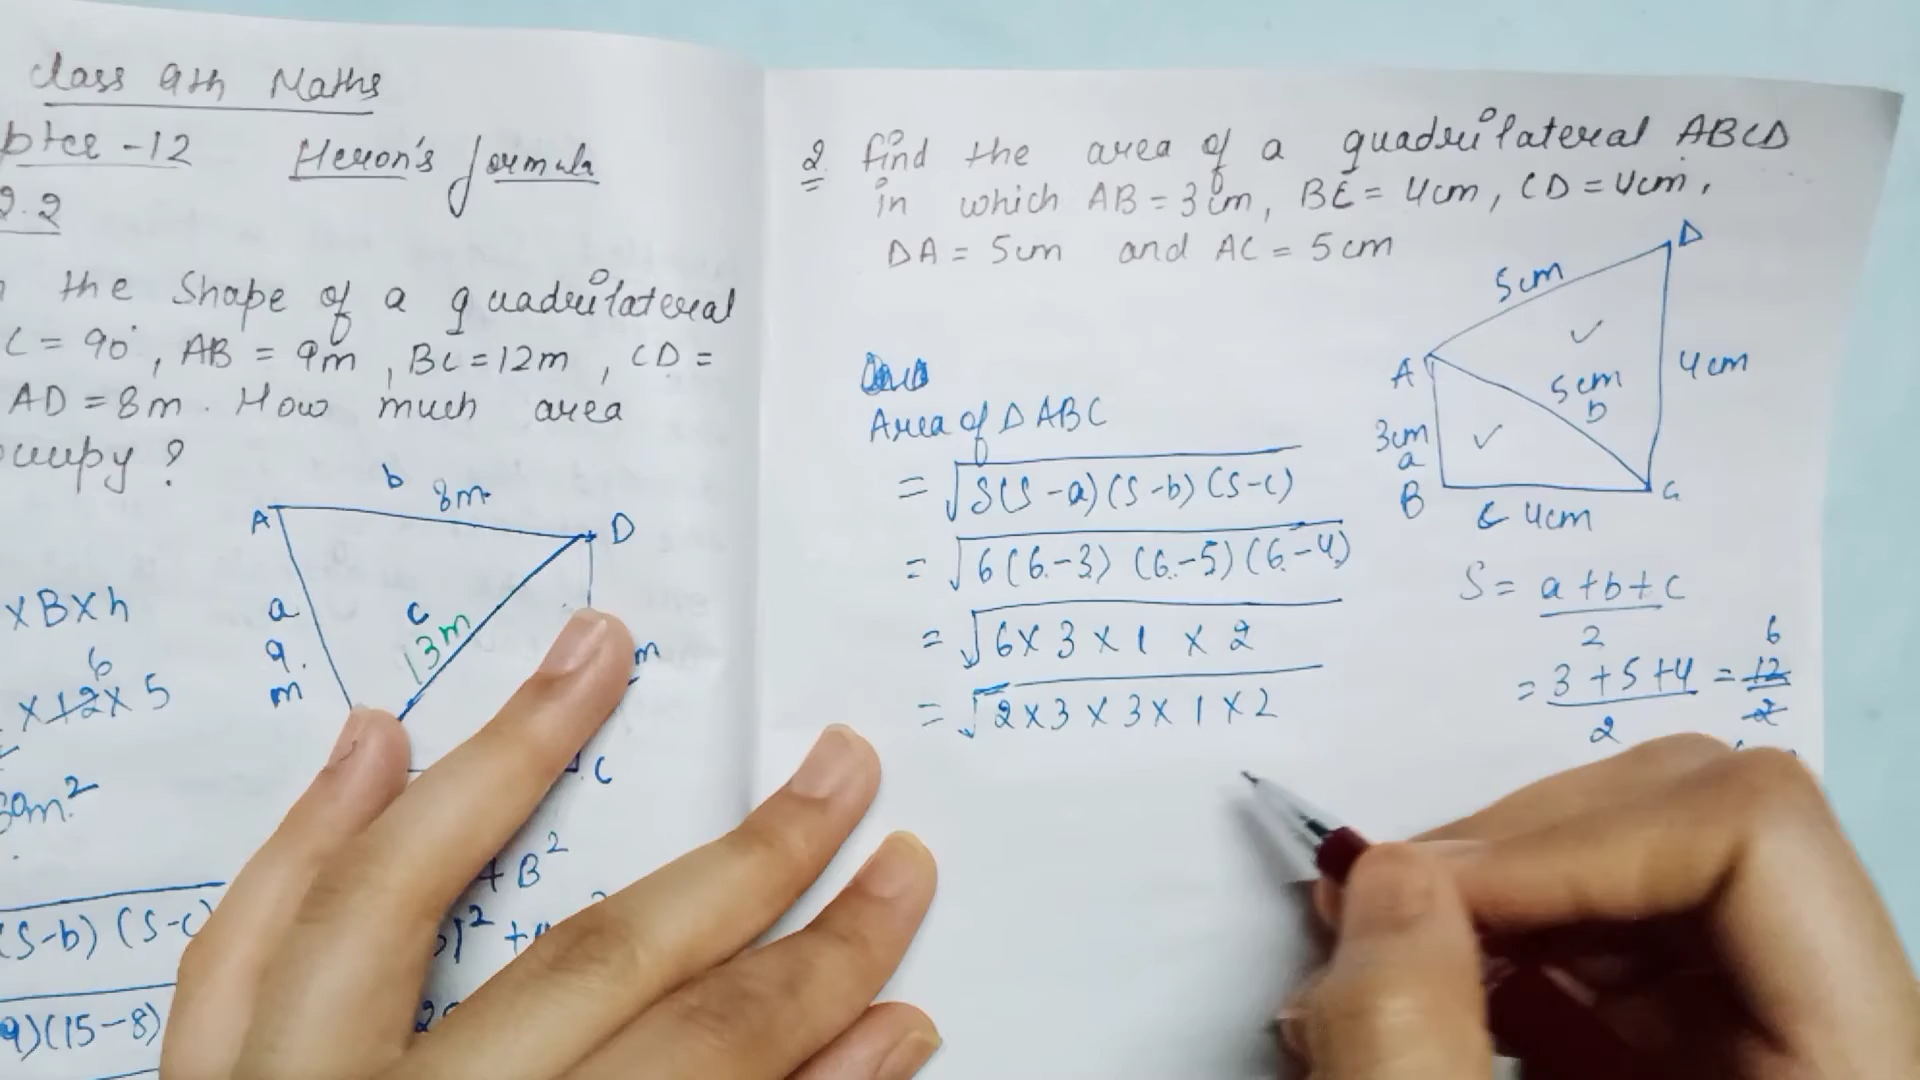 class 9th Maths
-12 Heron's formula
2.2
the Shape of a quadrilateral
C = 90°, AB = 9m, BC = 12m, CD =
AD = 8m. How much area
occupy ?
b 8m
A D
a
9.
m
c
13m
m
C
× B × h
6
× 12 × 5
30m²
+ B²
(S-b) (S-c)
9)(15-8)
2. find the area of a quadrilateral ABCD
in which AB = 3cm, BC = 4cm, CD = 4cm,
DA = 5cm and AC = 5cm
D
5cm
A
5cm
b
4cm
3cm
a
B
C
c 4cm
Area of Δ ABC
= √S(S-a)(S-b)(S-c)
= √6(6-3)(6-5)(6-4)
= √6 × 3 × 1 × 2
= √2 × 3 × 3 × 1 × 2
S = a+b+c
2
= 3+5+4 = 12
2 2
6